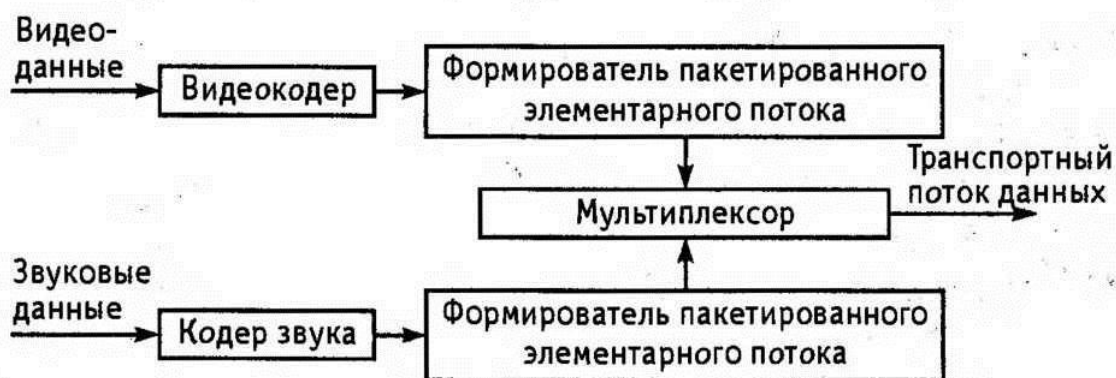 Видео-
данные
Видеокодер
Формирователь пакетированного
элементарного потока
Транспортный
поток данных
Мультиплексор
Звуковые
данные
Кодер звука
Формирователь пакетированного
элементарного потока